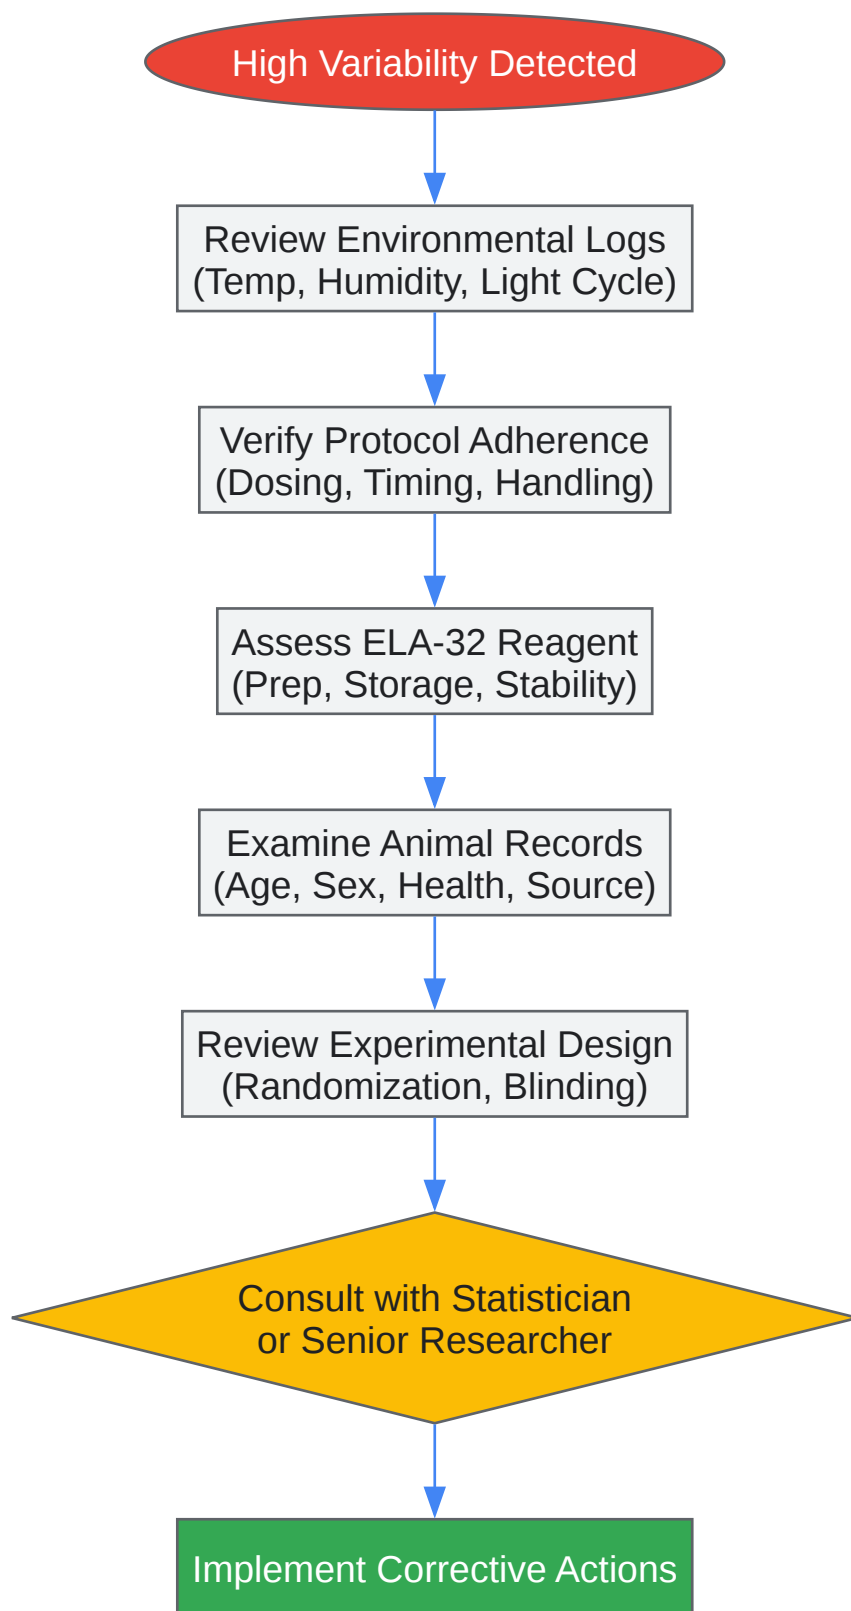 High Variability Detected
Review Environmental Logs
(Temp, Humidity, Light Cycle)
Verify Protocol Adherence
(Dosing, Timing, Handling)
Assess ELA-32 Reagent
(Prep, Storage, Stability)
Examine Animal Records
(Age, Sex, Health, Source)
Review Experimental Design
(Randomization, Blinding)
Consult with Statistician
or Senior Researcher
Implement Corrective Actions